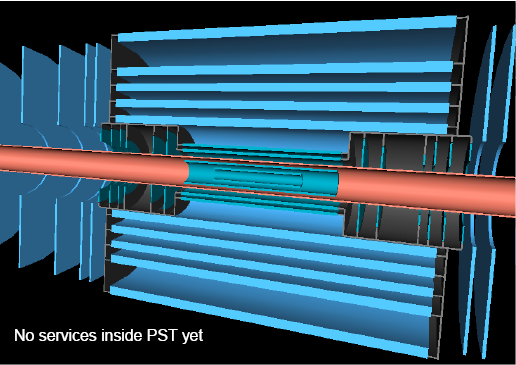 No services inside PST yet